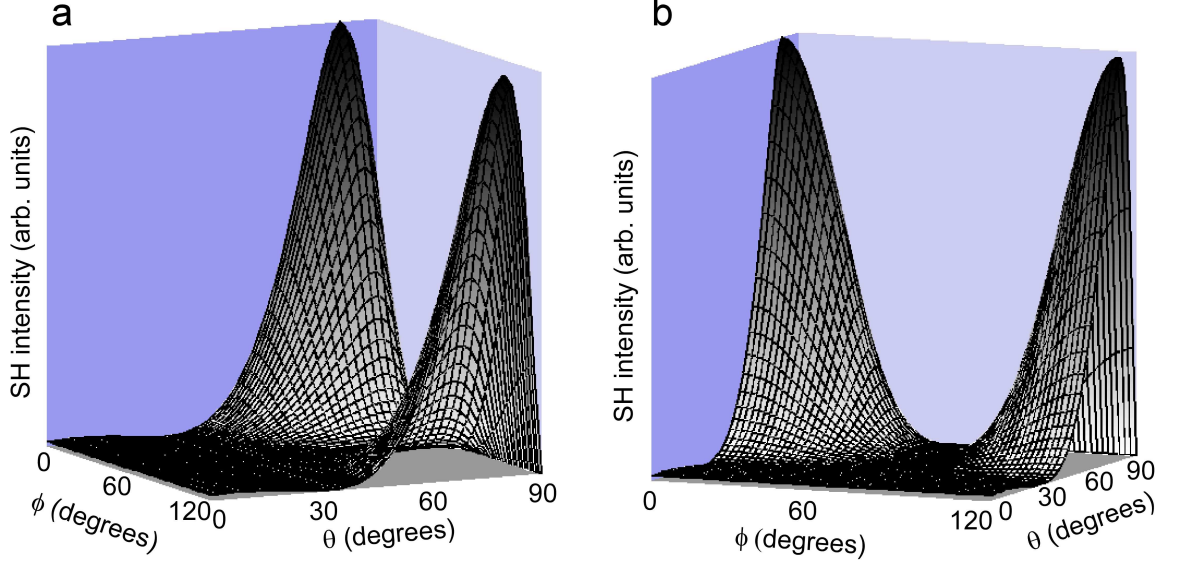 a
SH intensity (arb. units)
0
60
120
ϕ (degrees)
0
30
60
90
θ (degrees)
b
SH intensity (arb. units)
0
60
120
ϕ (degrees)
0
30
60
90
θ (degrees)